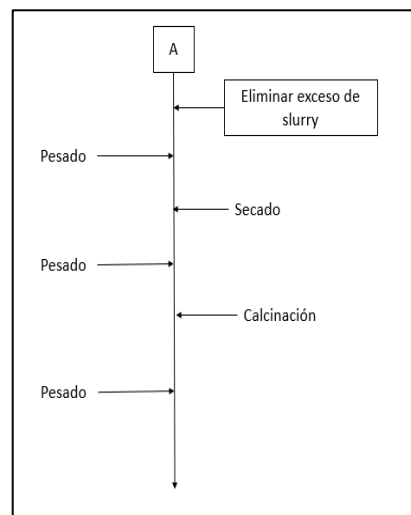 A
Eliminar exceso de
slurry
Pesado
Secado
Pesado
Calcinación
Pesado